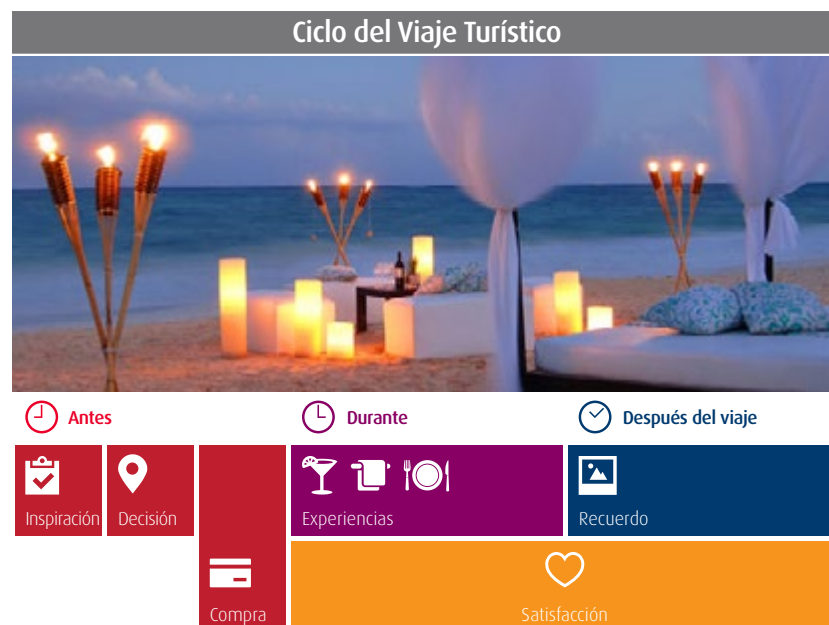 Ciclo del Viaje Turístico
Antes
Durante
Después del viaje
Inspiración
Decisión
Experiencias
Recuerdo
Compra
Satisfacción